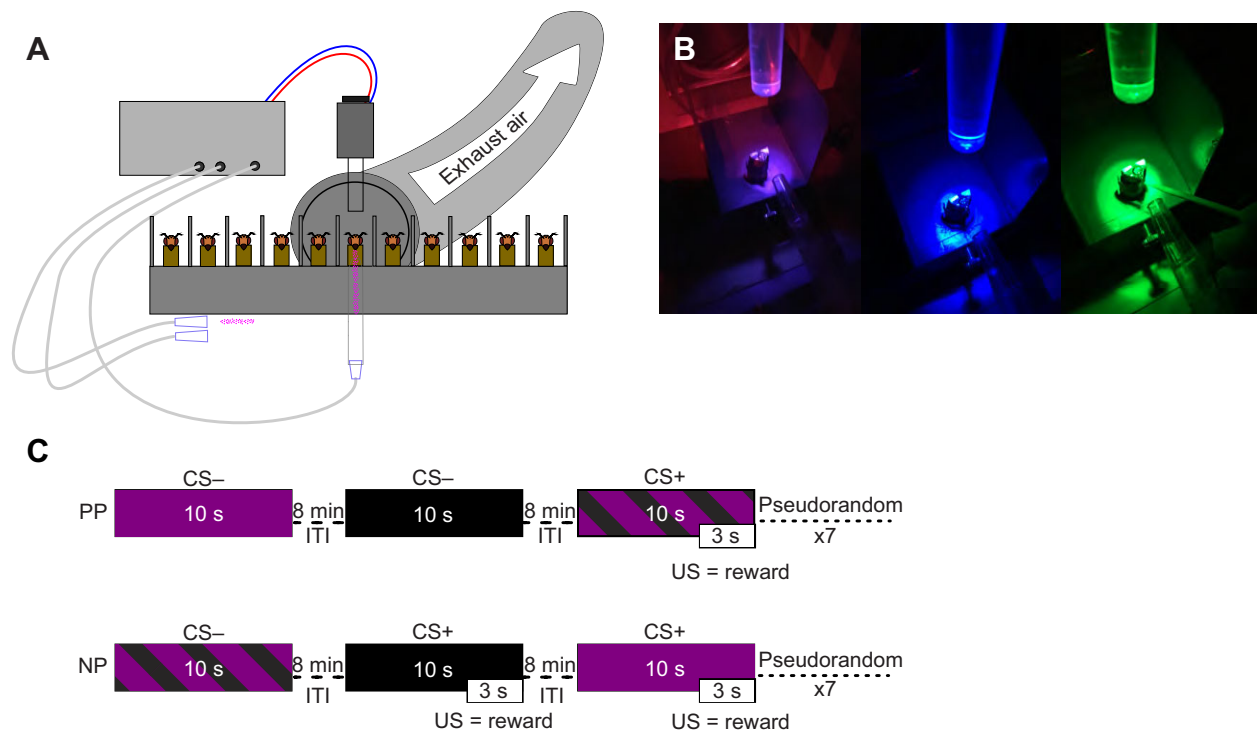 A
B
Exhaust air
C
CS– CS– CS+
PP 10 s 8 min 10 s 8 min 10 s Pseudorandom
ITI ITI 3 s x7
US = reward
CS– CS+ CS+
NP 10 s 8 min 10 s 8 min 10 s Pseudorandom
ITI 3 s ITI 3 s x7
US = reward US = reward